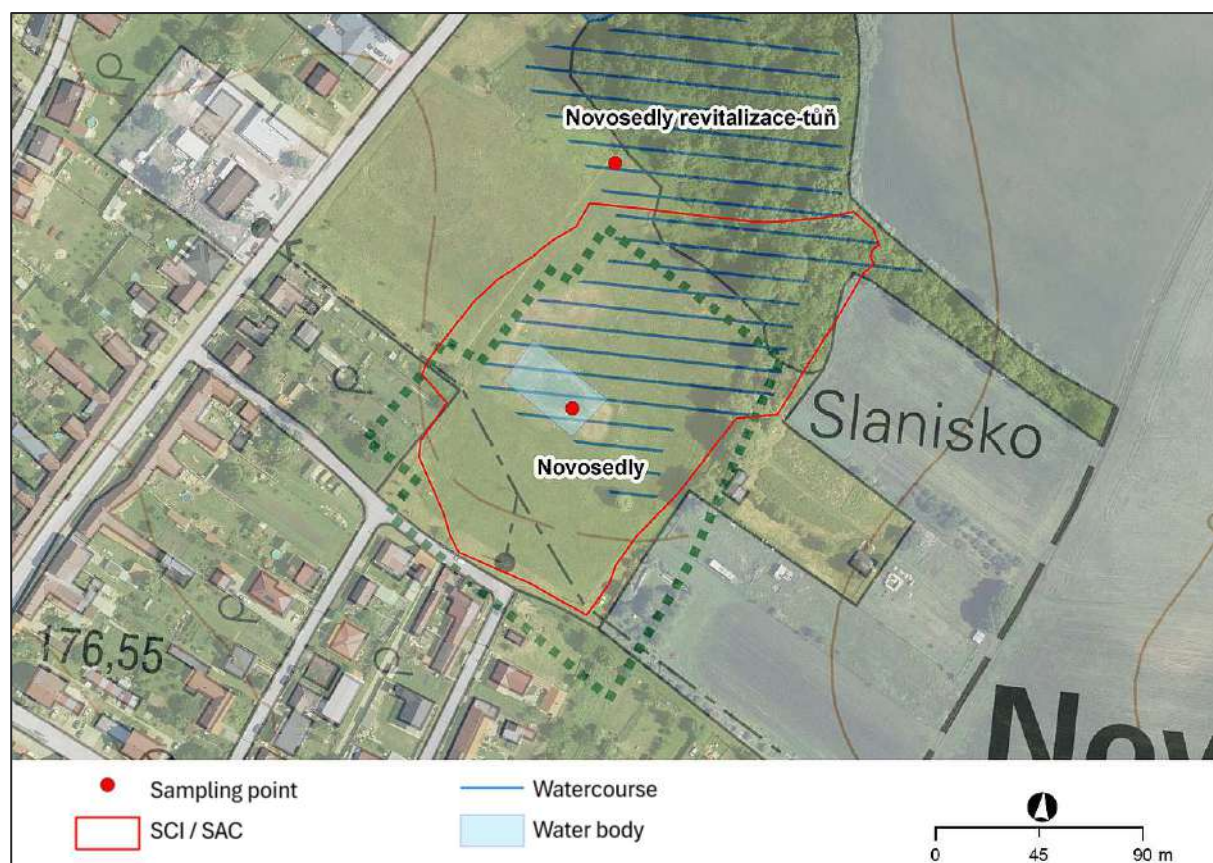 Novosedly revitalizace-tůň
Slanisko
Novosedly
176,55
Nov
Sampling point
Watercourse
SCI / SAC
Water body
0 45 90 m